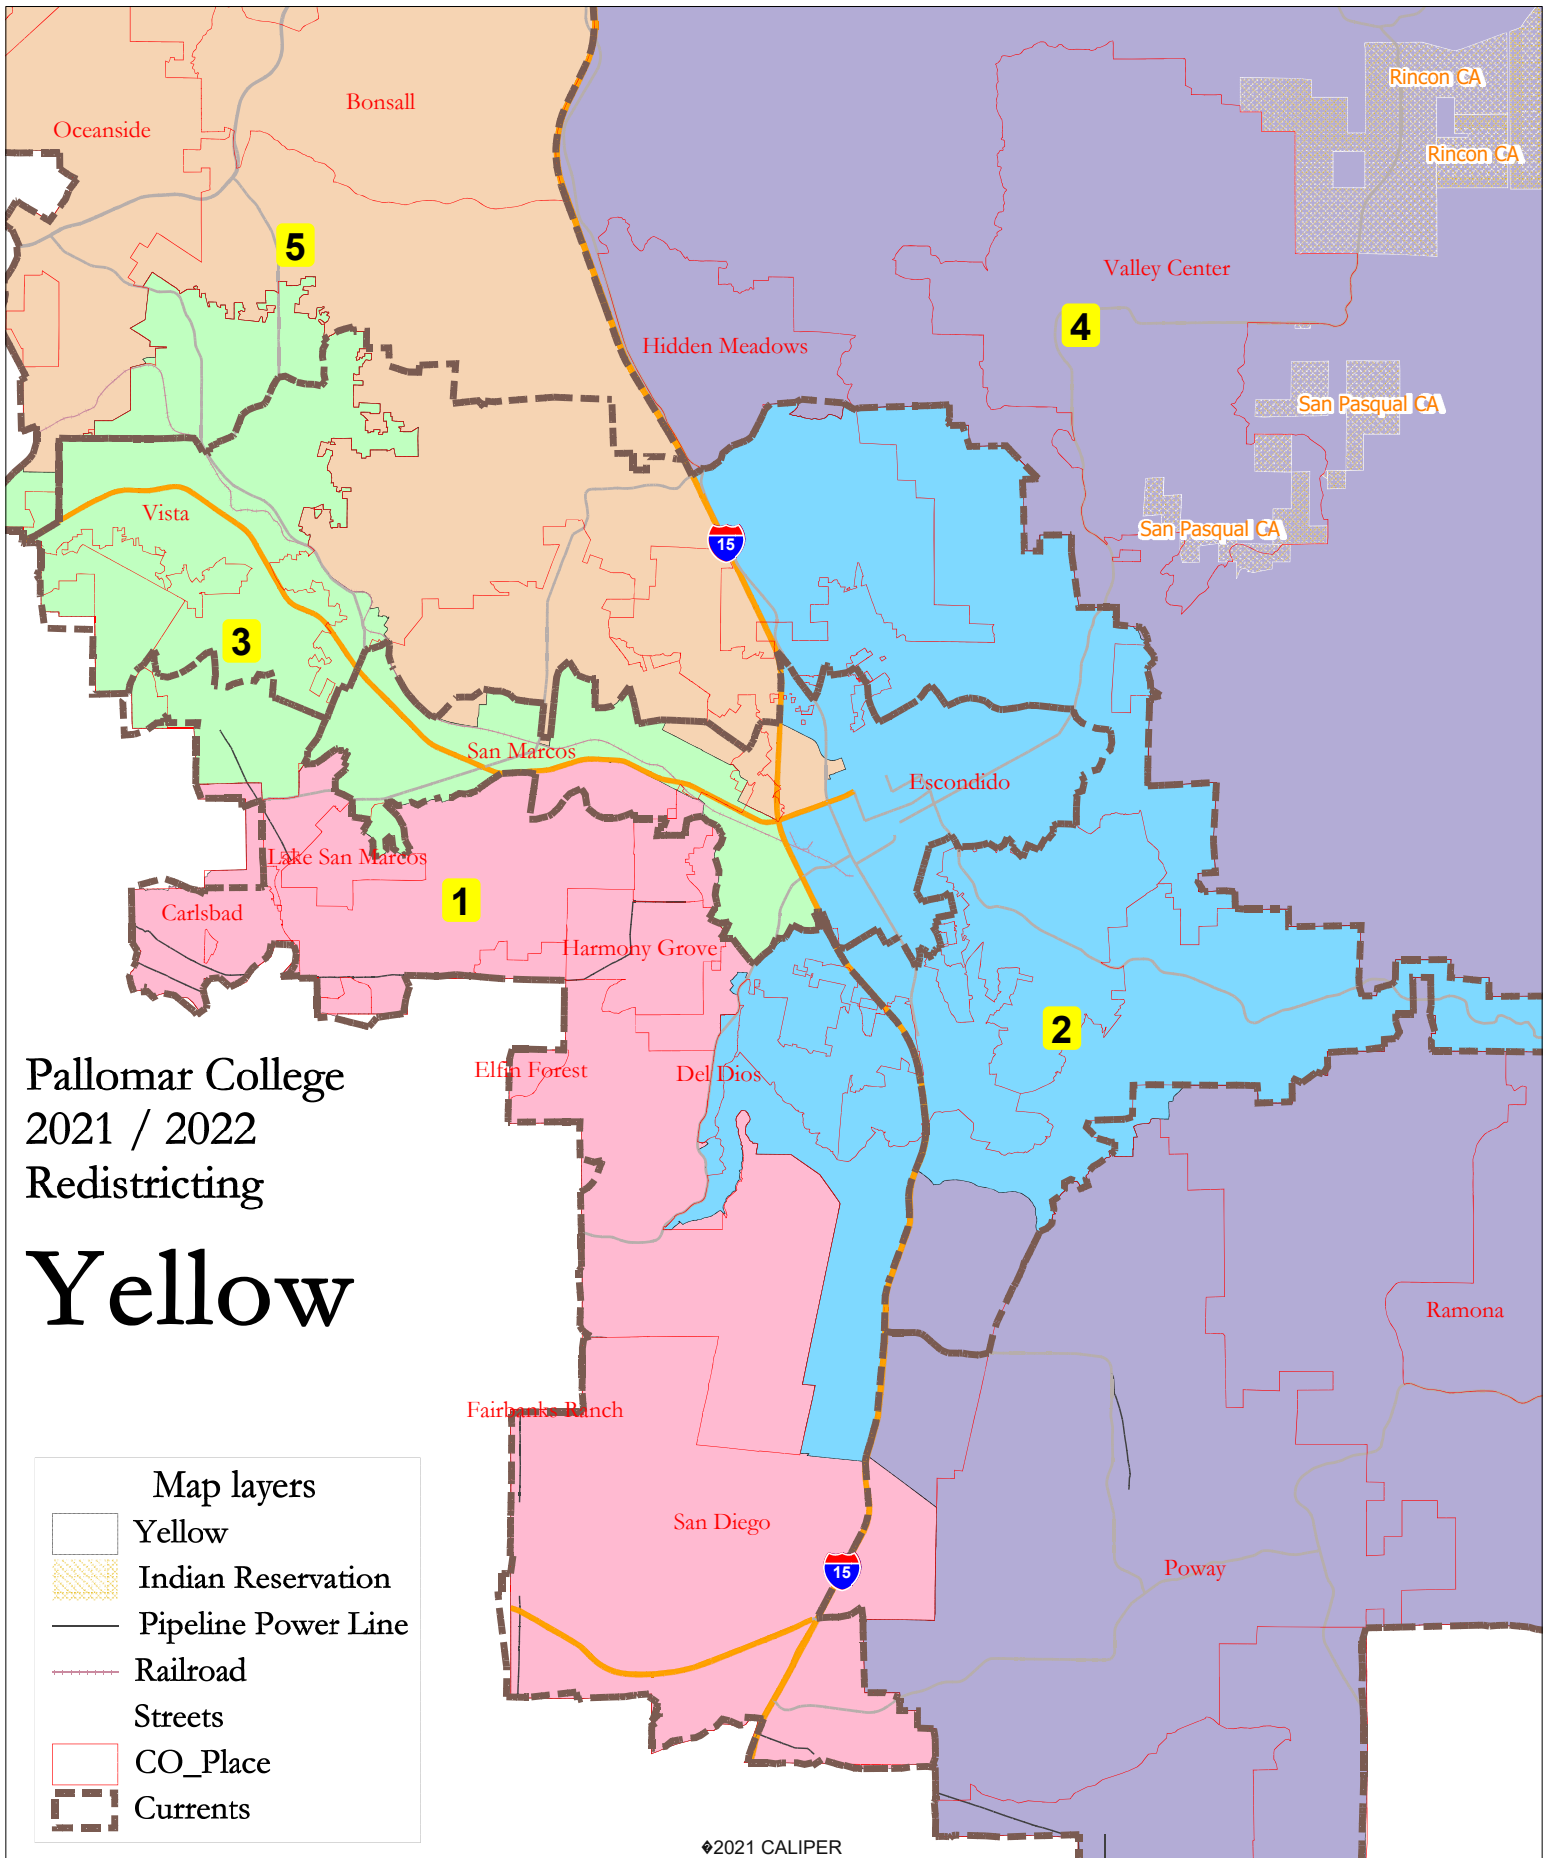 Rincon CA
Bonsall
Oceanside
Rincon CA
5
Valley Center
4
Hidden Meadows
San Pasqual CA
Vista
San Pasqual CA
15
3
San Marcos
Escondido
Lake San Marcos
1
Carlsbad
Harmony Grove
2
Elfin Forest
Del Dios
Pallomar College
2021 / 2022
Redistricting
Yellow
Ramona
Fairbanks Ranch
San Diego
Poway
15
Map layers
Yellow
Indian Reservation
Pipeline Power Line
Railroad
Streets
CO_Place
Currents
�2021 CALIPER